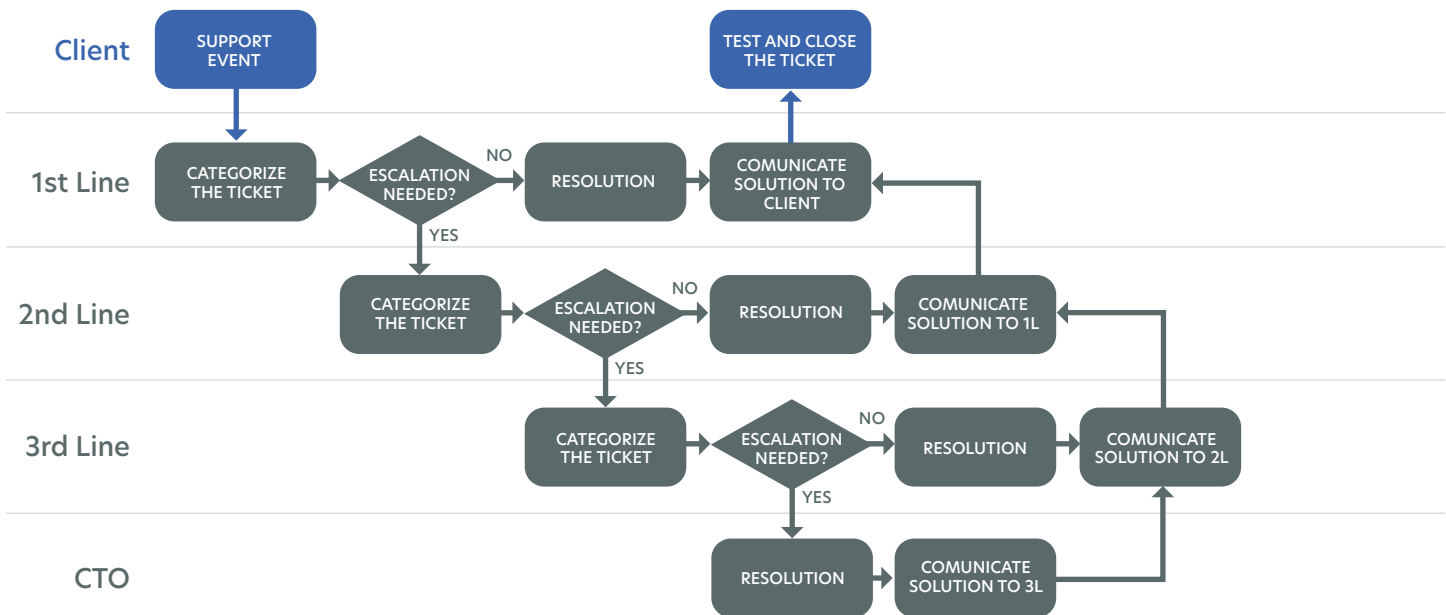 Client
SUPPORT
EVENT
TEST AND CLOSE
THE TICKET
1st Line
CATEGORIZE
THE TICKET
ESCALATION
NEEDED?
NO
RESOLUTION
COMUNICATE
SOLUTION TO
CLIENT
YES
2nd Line
CATEGORIZE
THE TICKET
ESCALATION
NEEDED?
NO
RESOLUTION
COMUNICATE
SOLUTION TO 1L
YES
3rd Line
CATEGORIZE
THE TICKET
ESCALATION
NEEDED?
NO
RESOLUTION
COMUNICATE
SOLUTION TO 2L
YES
CTO
RESOLUTION
COMUNICATE
SOLUTION TO 3L